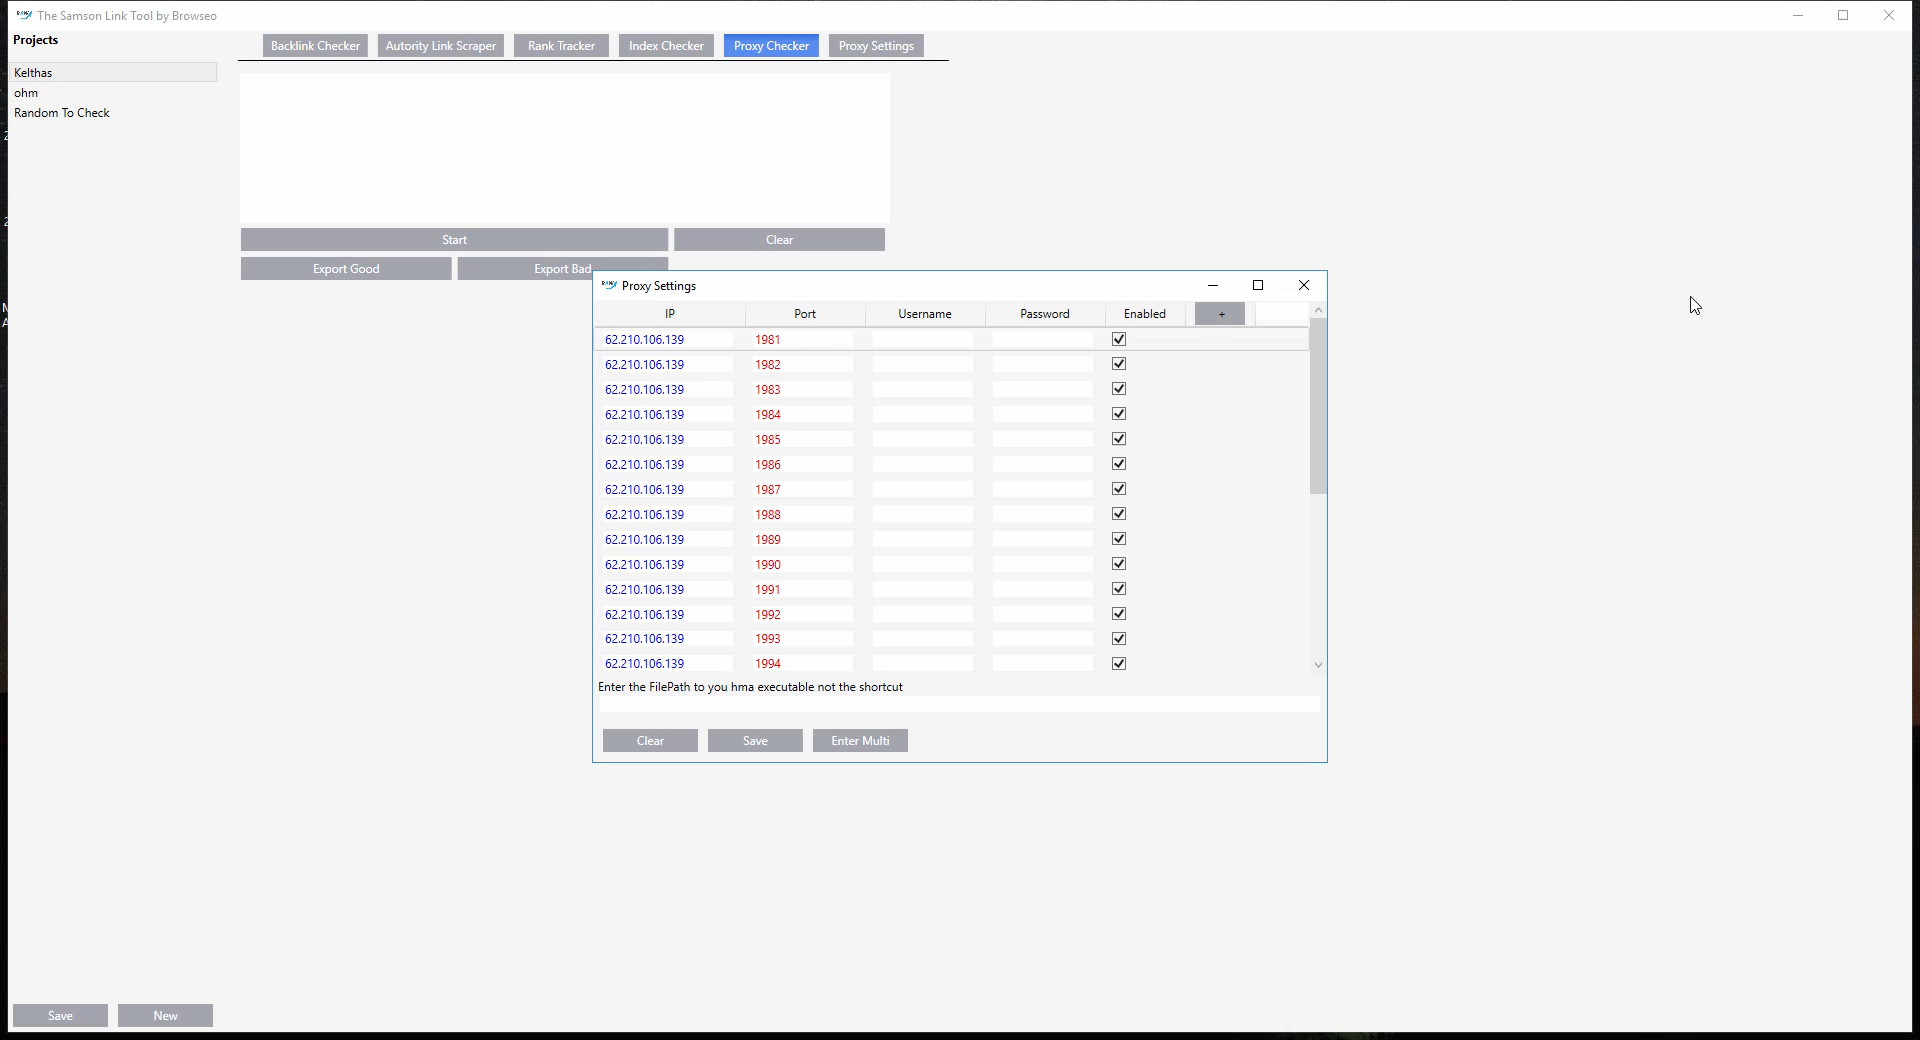 The Samson Link Tool by Browseo
Projects
Backlink Checker Autority Link Scraper Rank Tracker Index Checker Proxy Checker Proxy Settings
Kelthas
ohm
Random To Check
Start Clear
Export Good Export Bad
Proxy Settings
IP Port Username Password Enabled +
62.210.106.139 1981
62.210.106.139 1982
62.210.106.139 1983
62.210.106.139 1984
62.210.106.139 1985
62.210.106.139 1986
62.210.106.139 1987
62.210.106.139 1988
62.210.106.139 1989
62.210.106.139 1990
62.210.106.139 1991
62.210.106.139 1992
62.210.106.139 1993
62.210.106.139 1994
Enter the FilePath to you hma executable not the shortcut
Clear Save Enter Multi
Save New